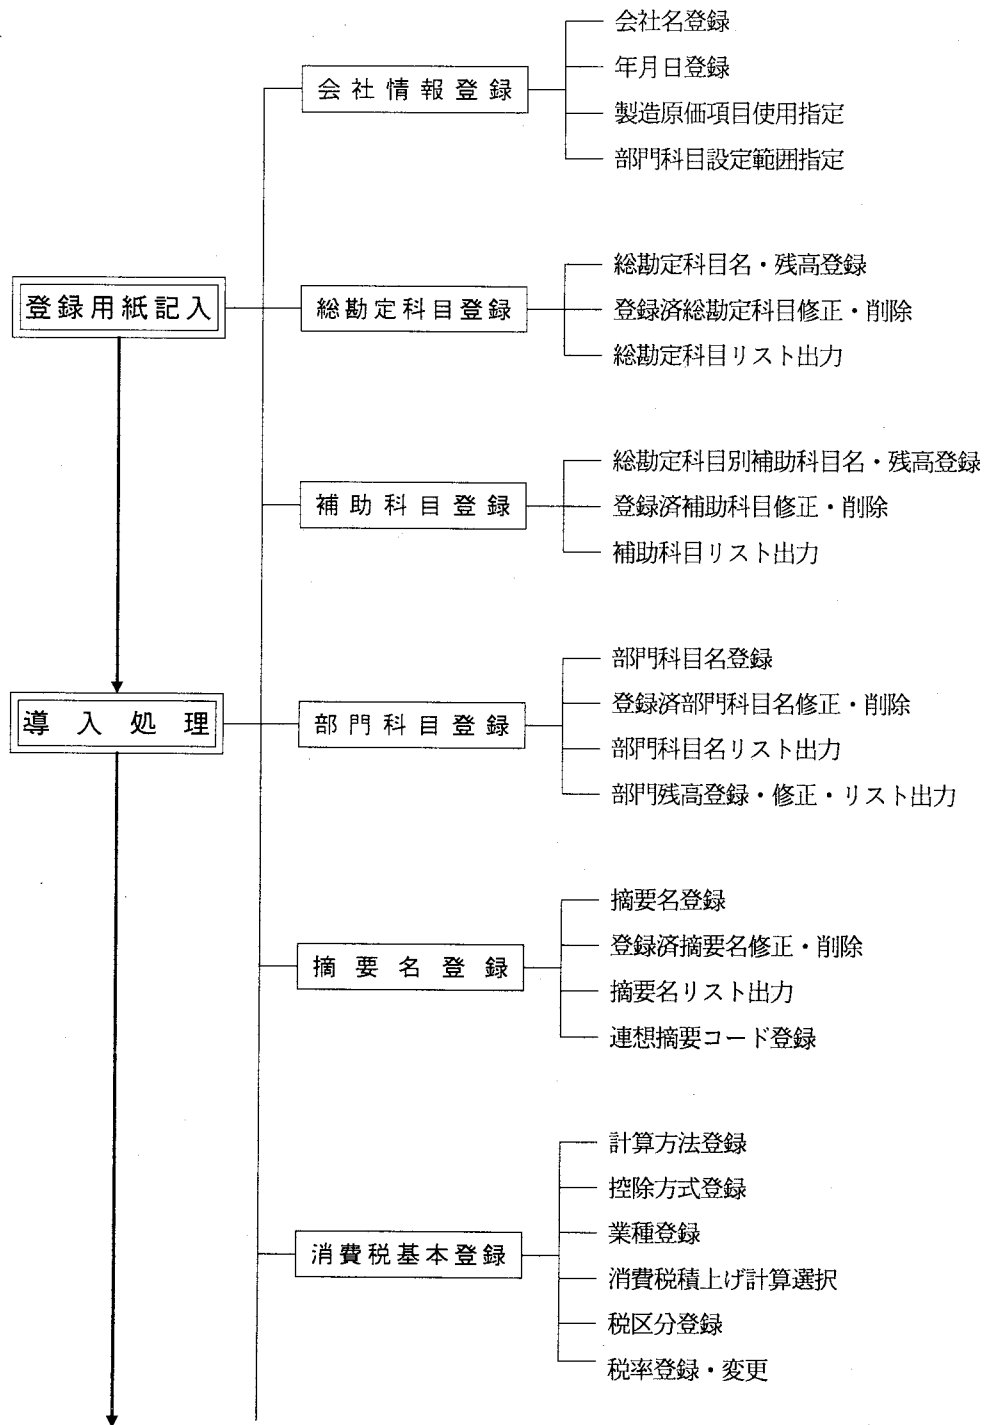 会社情報登録
会社名登録
年月日登録
製造原価項目使用指定
部門科目設定範囲指定
登録用紙記入
総勘定科目登録
総勘定科目名・残高登録
登録済総勘定科目修正・削除
総勘定科目リスト出力
補助科目登録
総勘定科目別補助科目名・残高登録
登録済補助科目修正・削除
補助科目リスト出力
導入処理
部門科目登録
部門科目名登録
登録済部門科目名修正・削除
部門科目名リスト出力
部門残高登録・修正・リスト出力
摘要名登録
摘要名登録
登録済摘要名修正・削除
摘要名リスト出力
連想摘要コード登録
消費税基本登録
計算方法登録
控除方式登録
業種登録
消費税積上げ計算選択
税区分登録
税率登録・変更